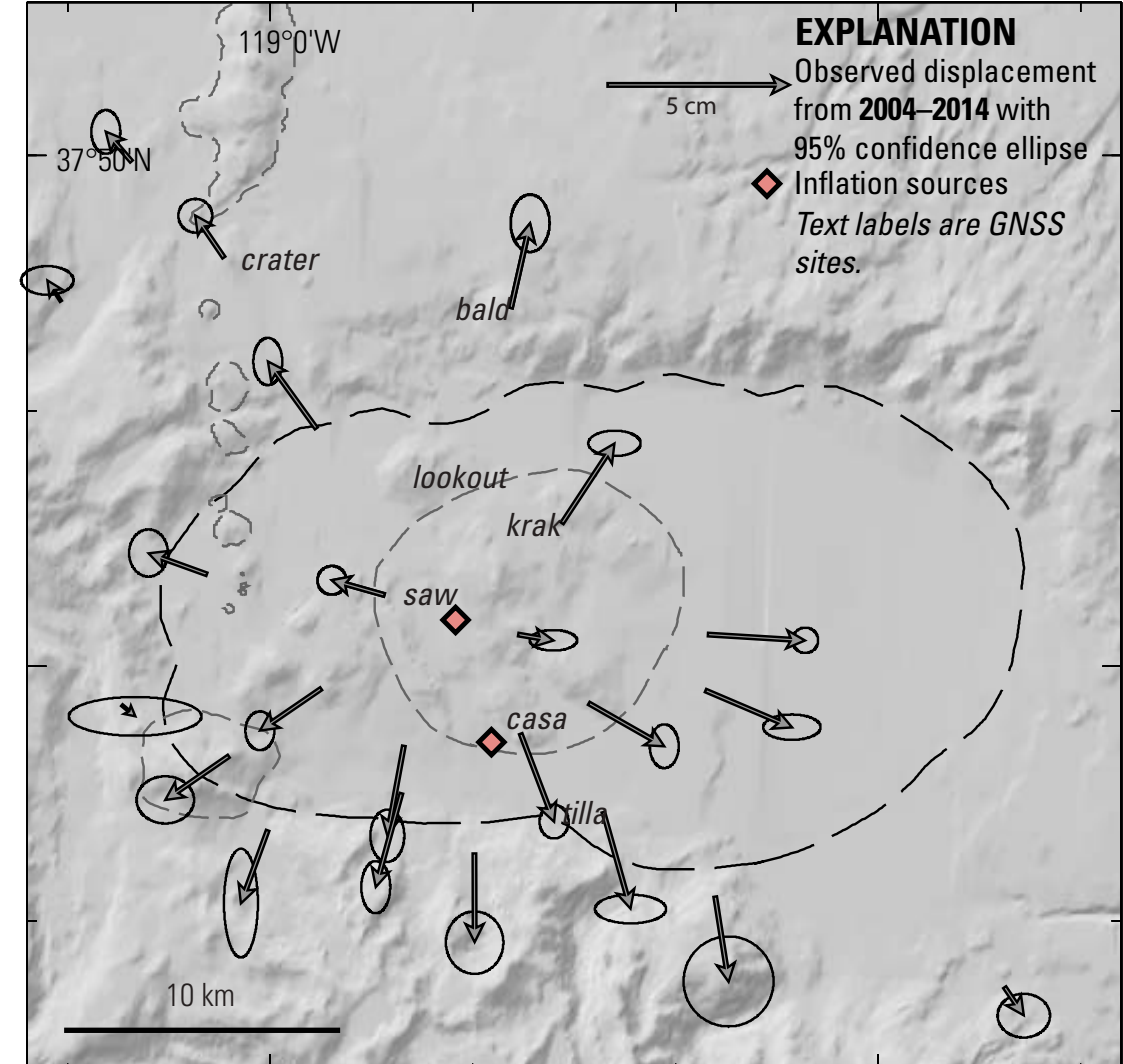 119°0'W
EXPLANATION
Observed displacement
5 cm
from 2004–2014 with
95% confidence ellipse
37°50'N
Inflation sources
Text labels are GNSS
sites.
crater
bald
lookout
krak
saw
casa
tilla
10 km